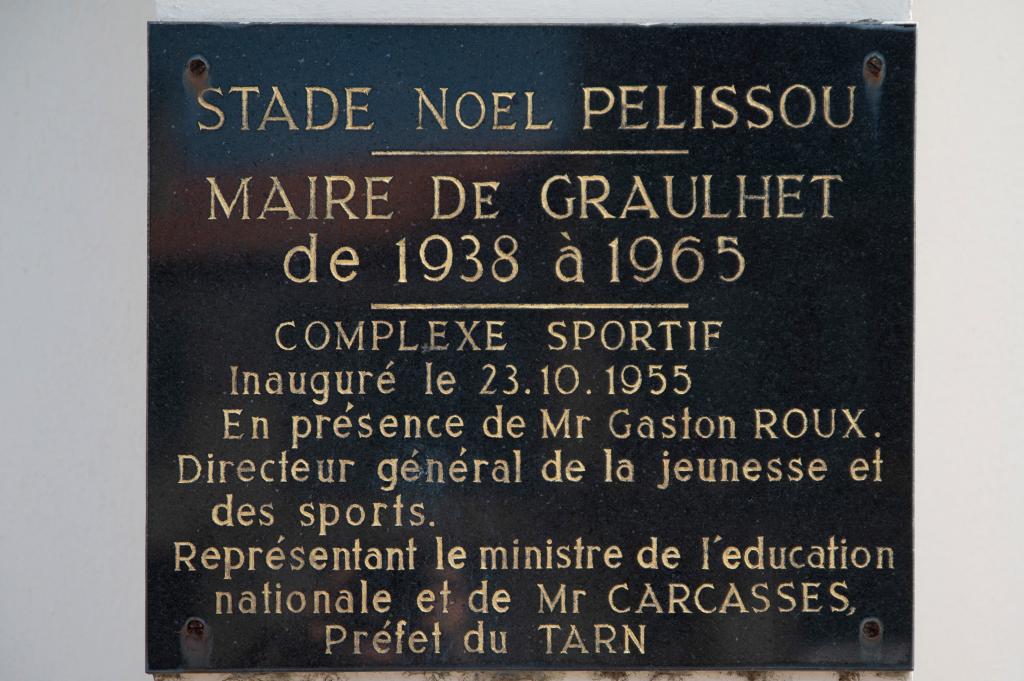 STADE NOEL PELISSOU
MAIRE DE GRAULHET
de 1938 à 1965
COMPLEXE SPORTIF
Inauguré le 23.10.1955
En présence de Mr Gaston ROUX.
Directeur général de la jeunesse et
des sports.
Représentant le ministre de l'education
nationale et de Mr CARCASSES,
Préfet du TARN